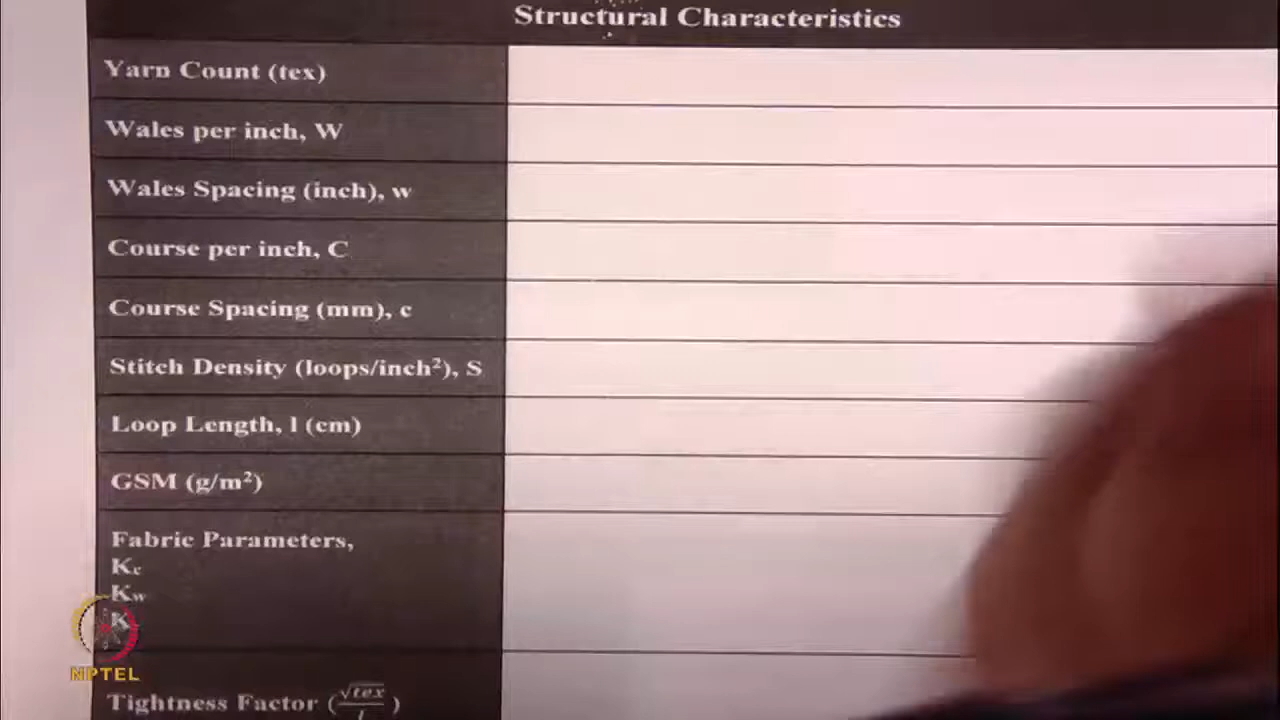 Structural Characteristics
Yarn Count (tex)
Wales per inch, W
Wales Spacing (inch), w
Course per inch, C
Course Spacing (mm), c
Stitch Density (loops/inch²), S
Loop Length, l (cm)
GSM (g/m²)
Fabric Parameters,
Kc
Kw
K
NPTEL
Tightness Factor (√tex/l)